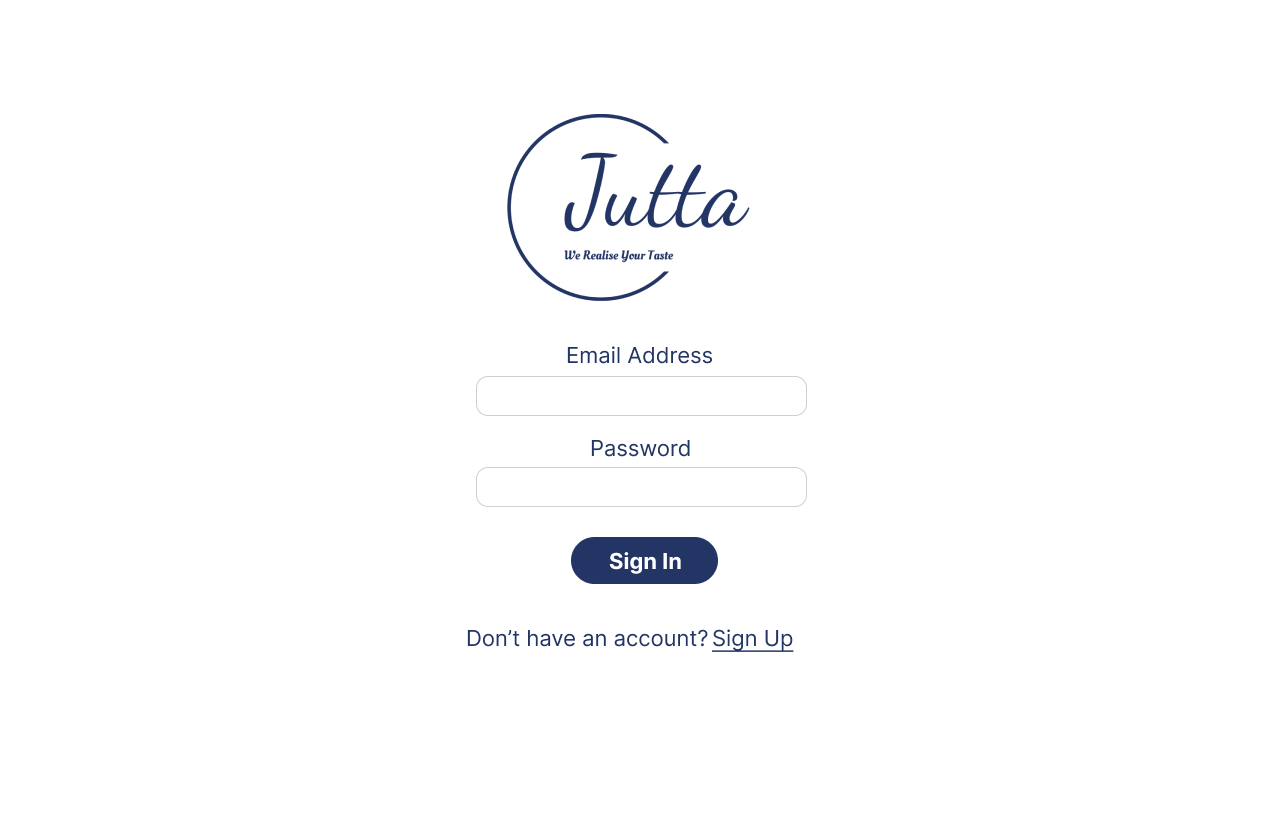 Jutta
We Realise Your Taste
Email Address
Password
Sign In
Don’t have an account? Sign Up